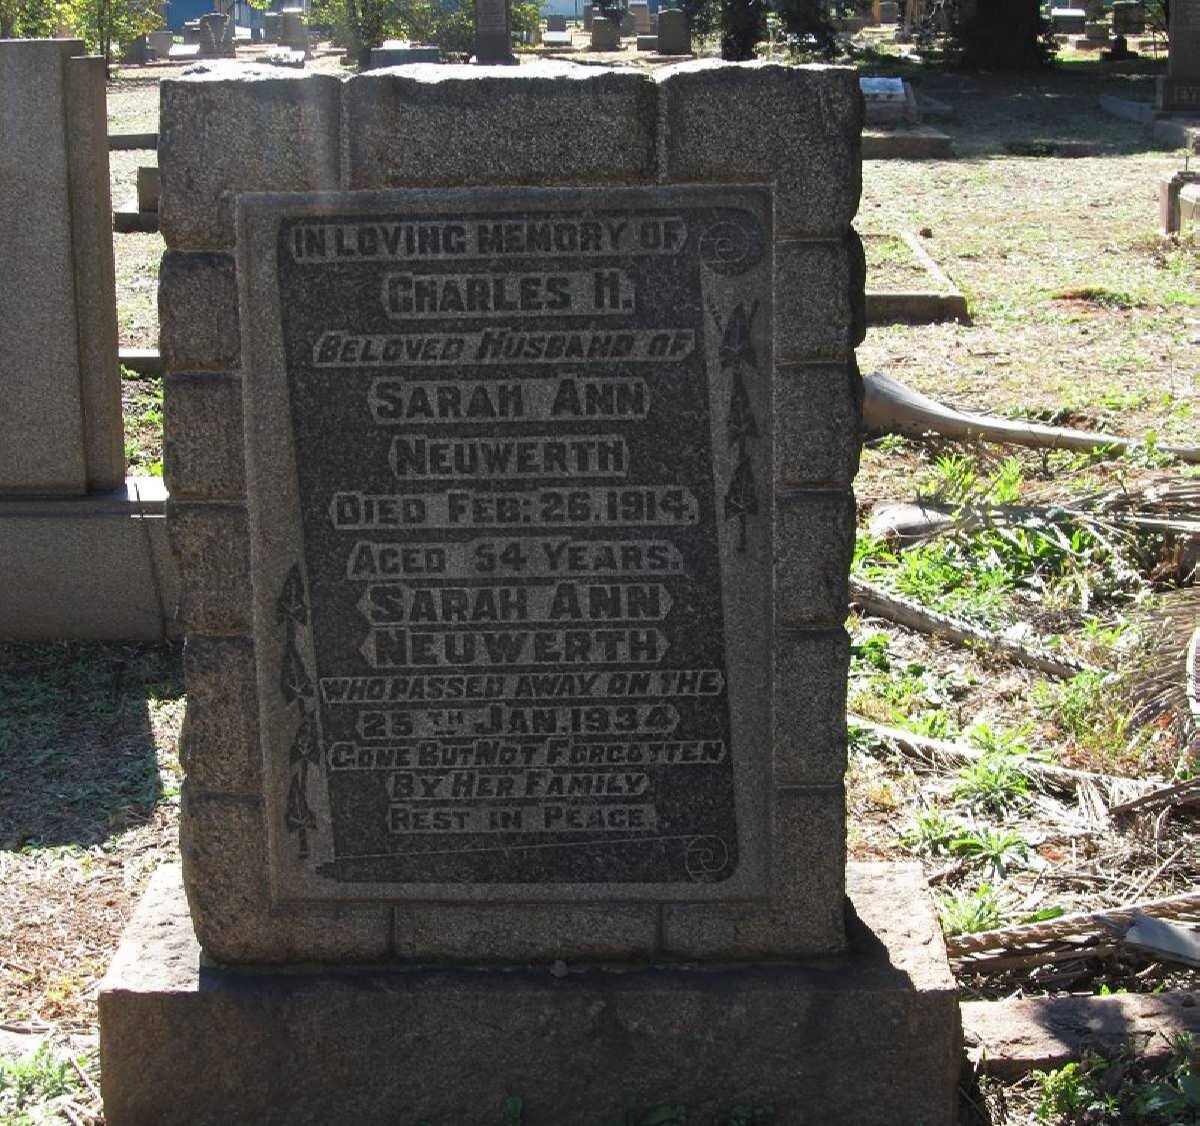 IN LOVING MEMORY OF
CHARLES H.
BELOVED HUSBAND OF
SARAH ANN
NEUWERTH
DIED FEB: 26. 1914.
AGED 54 YEARS.
SARAH ANN
NEUWERTH
WHO PASSED AWAY ON THE
25TH JAN. 1934
GONE BUT NOT FORGOTTEN
BY HER FAMILY
REST IN PEACE.